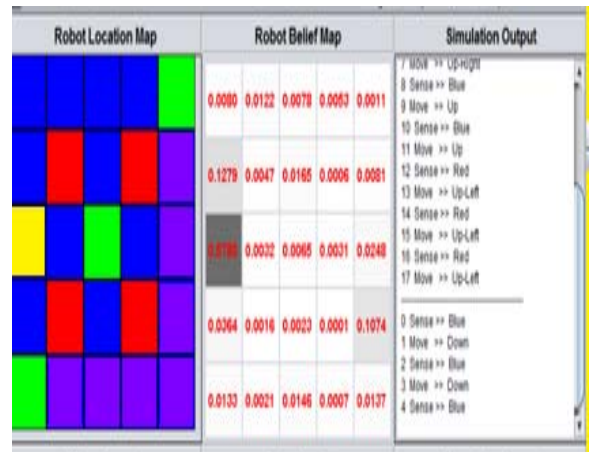 Robot Location Map
Robot Belief Map
Simulation Output
0.0080 0.0122 0.0078 0.0053 0.0011
0.1279 0.0047 0.0165 0.0006 0.0081
0.0032 0.0065 0.0031 0.0248
0.0364 0.0016 0.0023 0.0001 0.1074
0.0133 0.0021 0.0146 0.0007 0.0137
7 Move >> Up-Right
8 Sense >> Blue
9 Move >> Up
10 Sense >> Blue
11 Move >> Up
12 Sense >> Red
13 Move >> Up-Left
14 Sense >> Red
15 Move >> Up-Left
16 Sense >> Red
17 Move >> Up-Left
0 Sense >> Blue
1 Move >> Down
2 Sense >> Blue
3 Move >> Down
4 Sense >> Blue